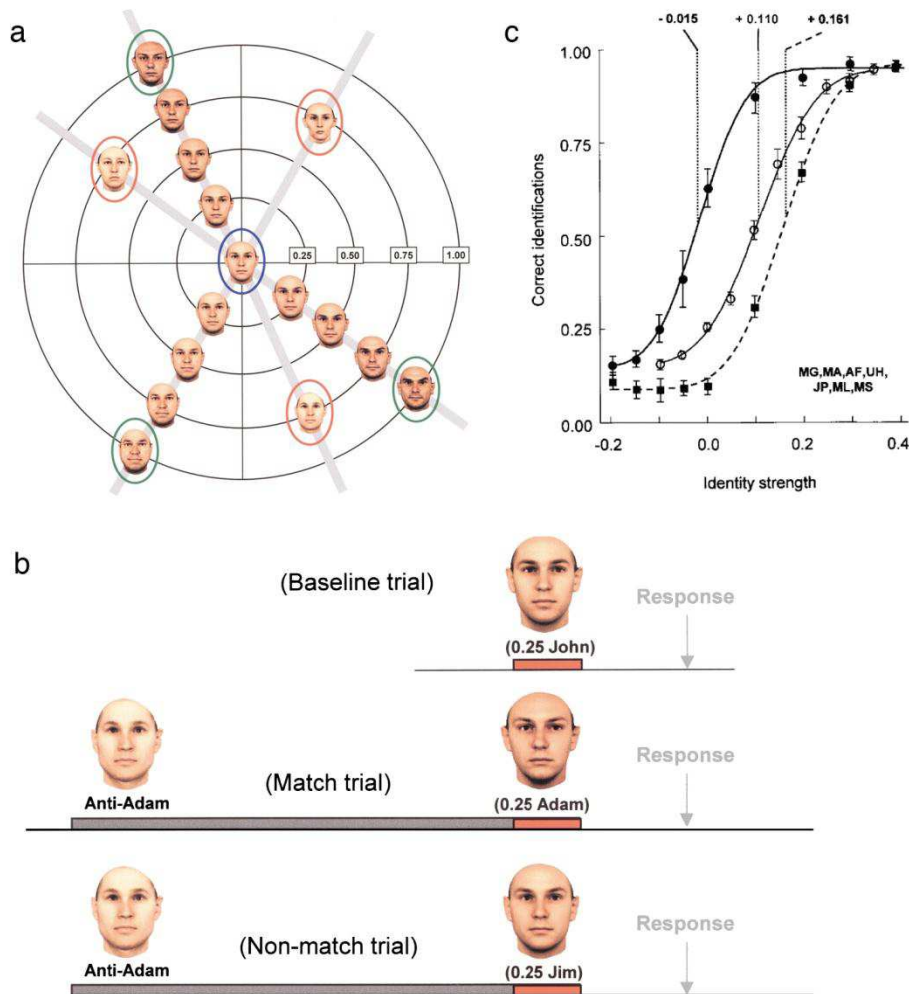 a
0.25 0.50 0.75 1.00
c
- 0.015 + 0.110 + 0.161
1.00
0.75
0.50
0.25
0.00
Correct identifications
MG,MA,AF,UH,
JP,ML,MS
-0.2 0.0 0.2 0.4
Identity strength
b
(Baseline trial)
Response
(0.25 John)
(Match trial)
Response
Anti-Adam
(0.25 Adam)
(Non-match trial)
Response
Anti-Adam
(0.25 Jim)